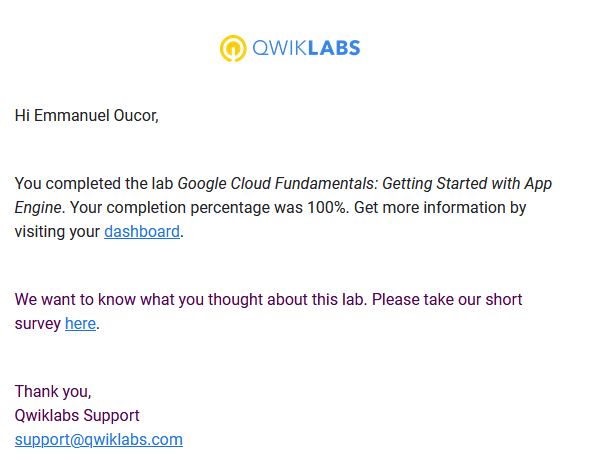 QWIKLABS
Hi Emmanuel Oucor,
You completed the lab Google Cloud Fundamentals: Getting Started with App
Engine. Your completion percentage was 100%. Get more information by
visiting your dashboard.
We want to know what you thought about this lab. Please take our short
survey here.
Thank you,
Qwiklabs Support
support@qwiklabs.com